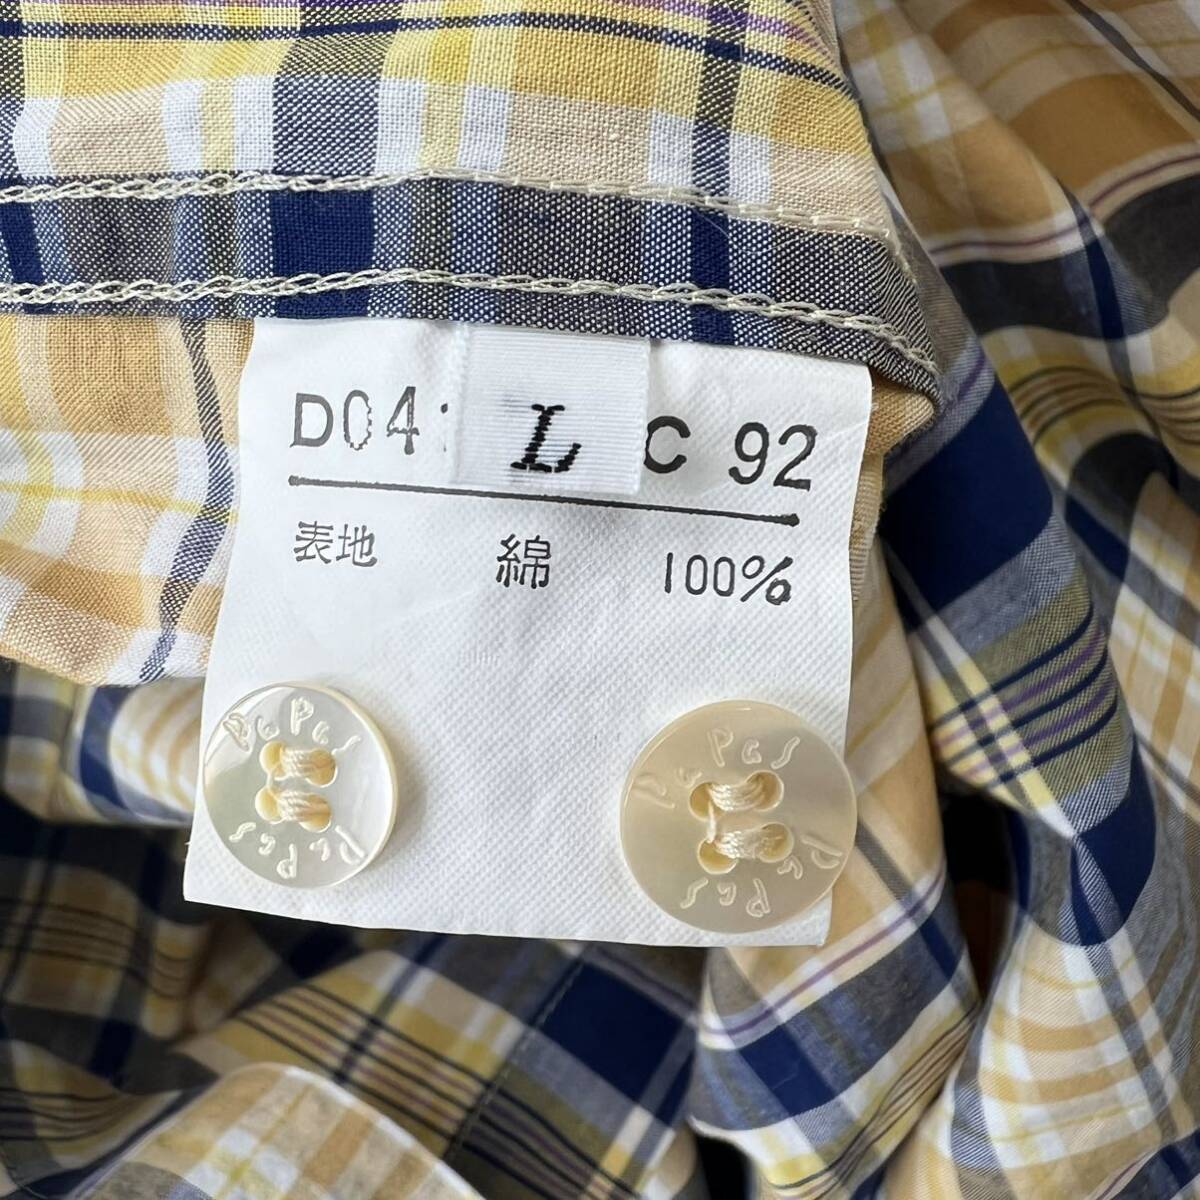 D04 L C 92
表地 綿 100%
PaPas PaPas
PaPas PaPas